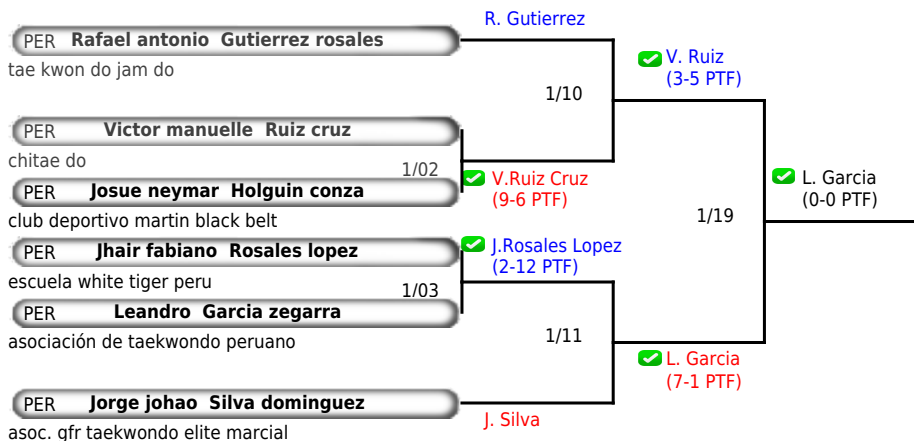 R. Gutierrez
PER Rafael antonio Gutierrez rosales
tae kwon do jam do
V. Ruiz
(3-5 PTF)
1/10
PER Victor manuelle Ruiz cruz
chitae do
1/02
V.Ruiz Cruz
(9-6 PTF)
PER Josue neymar Holguin conza
club deportivo martin black belt
L. Garcia
(0-0 PTF)
1/19
PER Jhair fabiano Rosales lopez
escuela white tiger peru
J.Rosales Lopez
(2-12 PTF)
1/03
PER Leandro Garcia zegarra
asociación de taekwondo peruano
1/11
L. Garcia
(7-1 PTF)
PER Jorge johao Silva dominguez
asoc. gfr taekwondo elite marcial
J. Silva